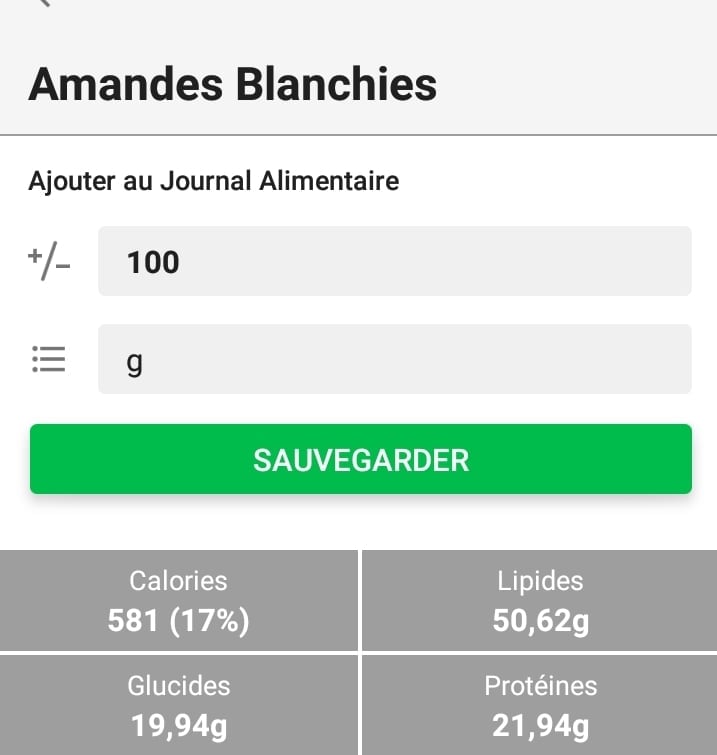 Amandes Blanchies
Ajouter au Journal Alimentaire
+/-
100
g
SAUVEGARDER
Calories
581 (17%)
Lipides
50,62g
Glucides
19,94g
Protéines
21,94g